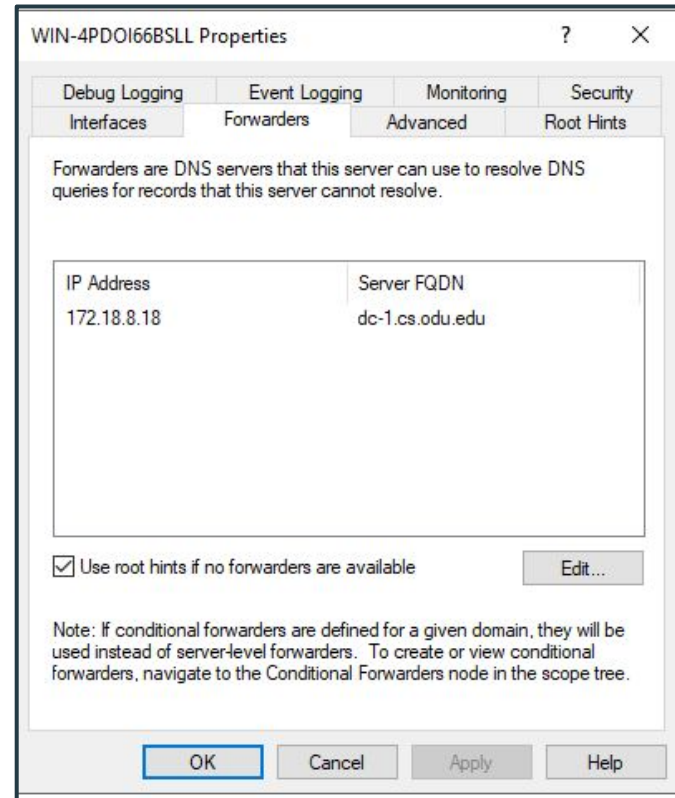 WIN-4PDOI66BSLL Properties ? ×
Debug Logging Event Logging Monitoring Security
Interfaces Forwarders Advanced Root Hints
Forwarders are DNS servers that this server can use to resolve DNS
queries for records that this server cannot resolve.
IP Address Server FQDN
172.18.8.18 dc-1.cs.odu.edu
Use root hints if no forwarders are available Edit...
Note: If conditional forwarders are defined for a given domain, they will be
used instead of server-level forwarders. To create or view conditional
forwarders, navigate to the Conditional Forwarders node in the scope tree.
OK Cancel Apply Help